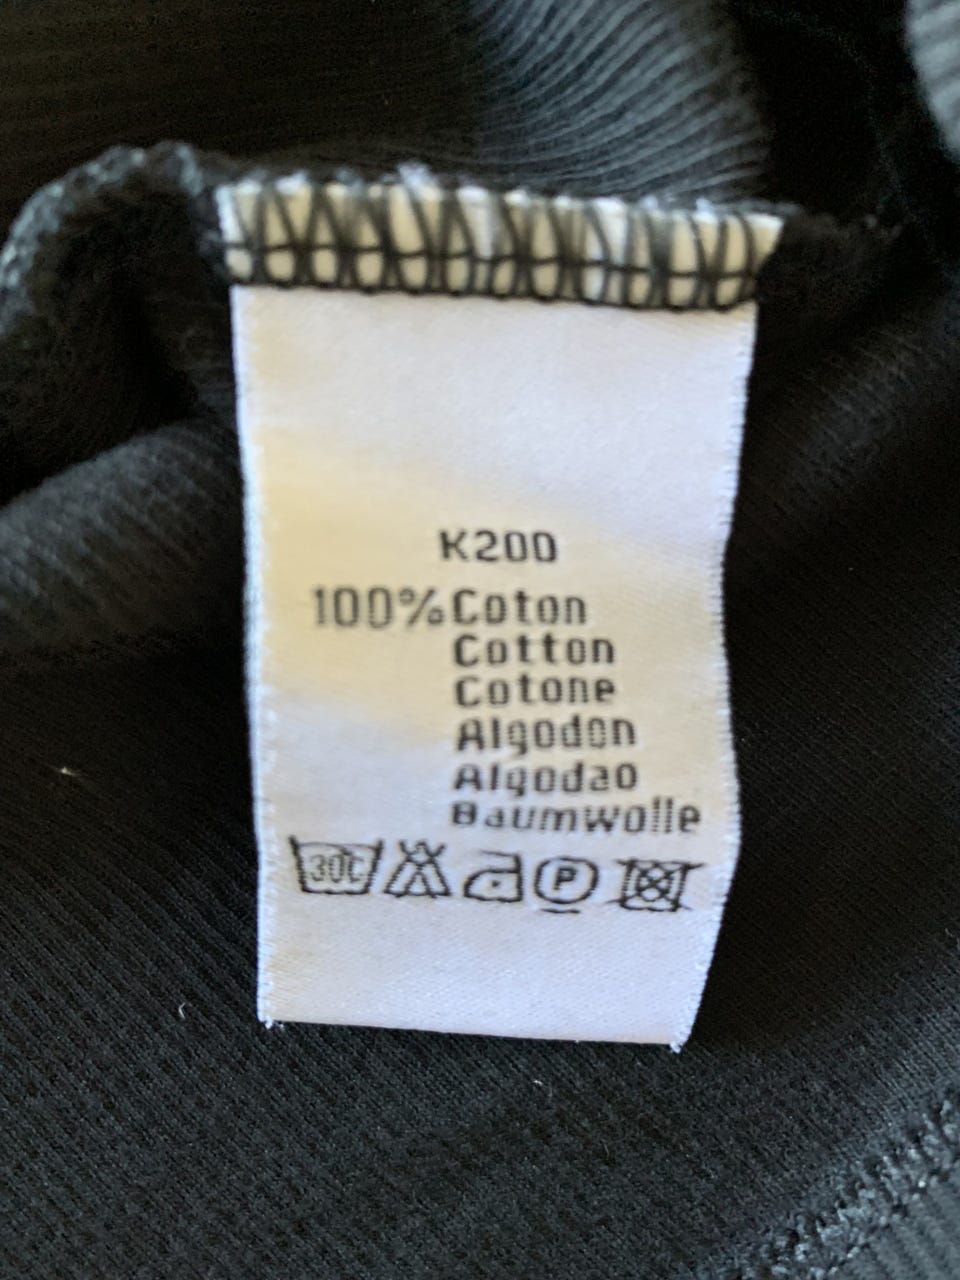 K200
100% Coton
Cotton
Cotone
Algodon
Algodao
Baumwolle
30C P